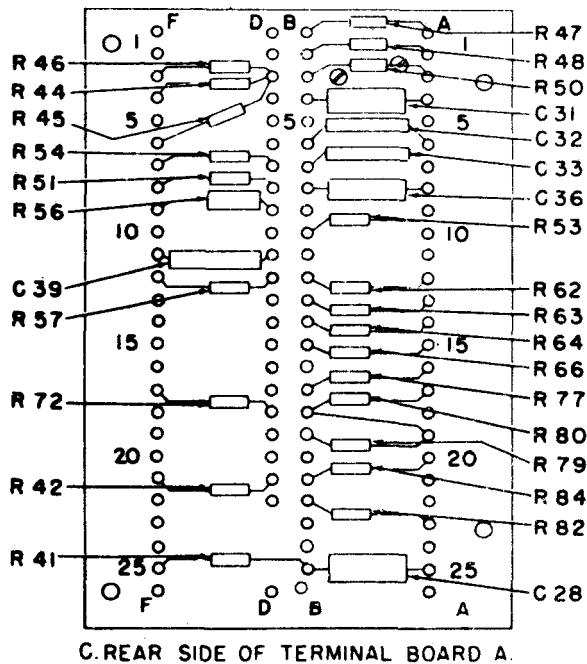 F D B A
1 1
R 46
R 44
R 45
5 5 5
R 54
R 51
R 56
10 10
C 39
R 57
15 15
R 72
20 20
R 42
R 41
25 25
F D B A
R 47
R 48
R 50
C 31
C 32
C 33
C 36
R 53
R 62
R 63
R 64
R 66
R 77
R 80
R 79
R 84
R 82
C 28
C. REAR SIDE OF TERMINAL BOARD A.